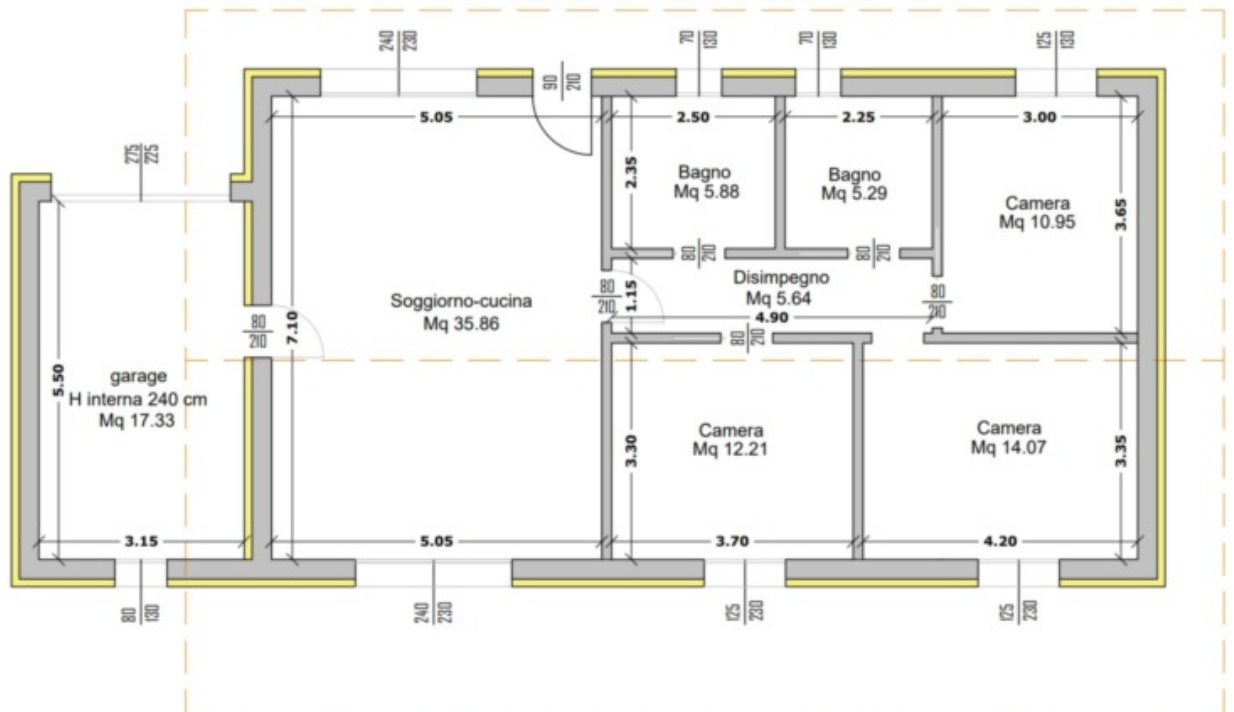 240
230
70
130
70
130
125
130
90
210
5.05
2.50
2.25
3.00
275
225
2.35
Bagno
Mq 5.88
Bagno
Mq 5.29
Camera
Mq 10.95
3.65
80
210
80
210
Disimpegno
Mq 5.64
80
210
1.15
80
210
4.90
Soggiorno-cucina
Mq 35.86
80
210
7.10
80
210
5.50
garage
H interna 240 cm
Mq 17.33
Camera
Mq 12.21
Camera
Mq 14.07
3.30
3.35
3.15
5.05
3.70
4.20
80
130
240
230
125
230
125
230